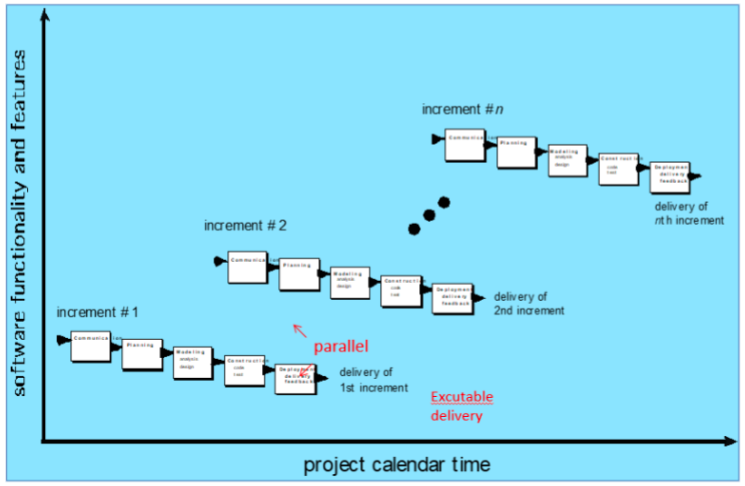 software functionality and features
increment # n
Communication
Planning
Modeling
analysis
design
Construction
code
test
Deployment
delivery
feedback
delivery of
nth increment
increment # 2
Communication
Planning
Modeling
analysis
design
Construction
code
test
Deployment
delivery
feedback
delivery of
2nd increment
increment # 1
Communication
Planning
Modeling
analysis
design
Construction
code
test
Deployment
delivery
feedback
delivery of
1st increment
parallel
Excutable
delivery
project calendar time